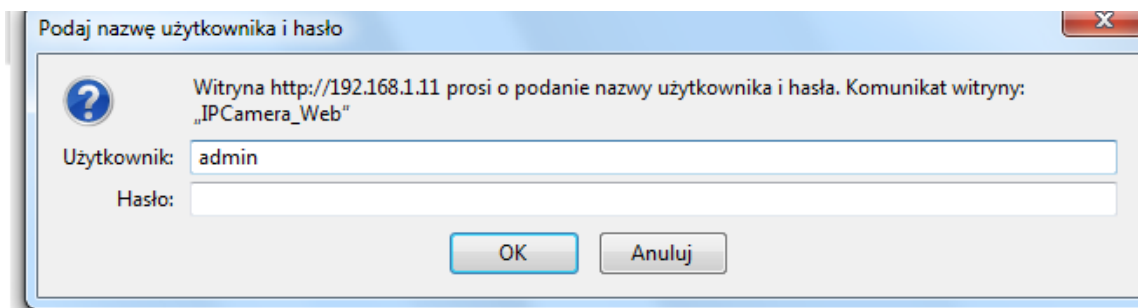 Podaj nazwę użytkownika i hasło
Witryna http://192.168.1.11 prosi o podanie nazwy użytkownika i hasła. Komunikat witryny:
„IPCamera_Web“
Użytkownik: admin
Hasło:
OK Anuluj